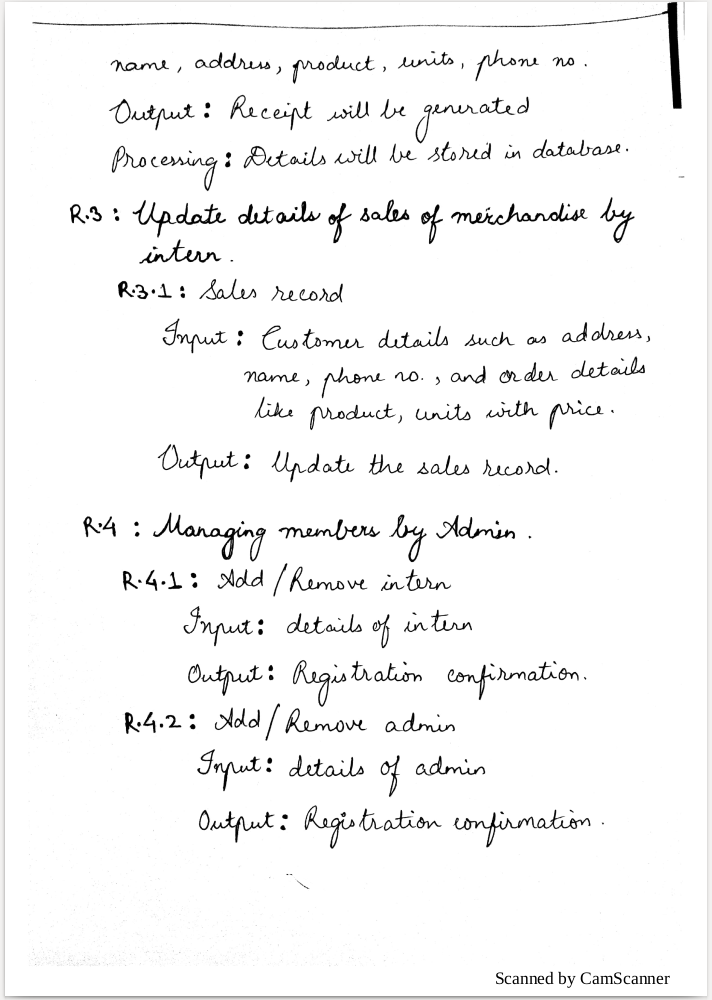 name, address, product, units, phone no.
Output: Receipt will be generated
Processing: Details will be stored in database.
R.3: Update details of sales of merchandise by
intern.
R.3.1: Sales record
Input: Customer details such as address,
name, phone no., and order details
like product, units with price.
Output: Update the sales record.
R.4: Managing members by Admin.
R.4.1: Add/Remove intern
Input: details of intern
Output: Registration confirmation.
R.4.2: Add/Remove admin
Input: details of admin
Output: Registration confirmation.
Scanned by CamScanner